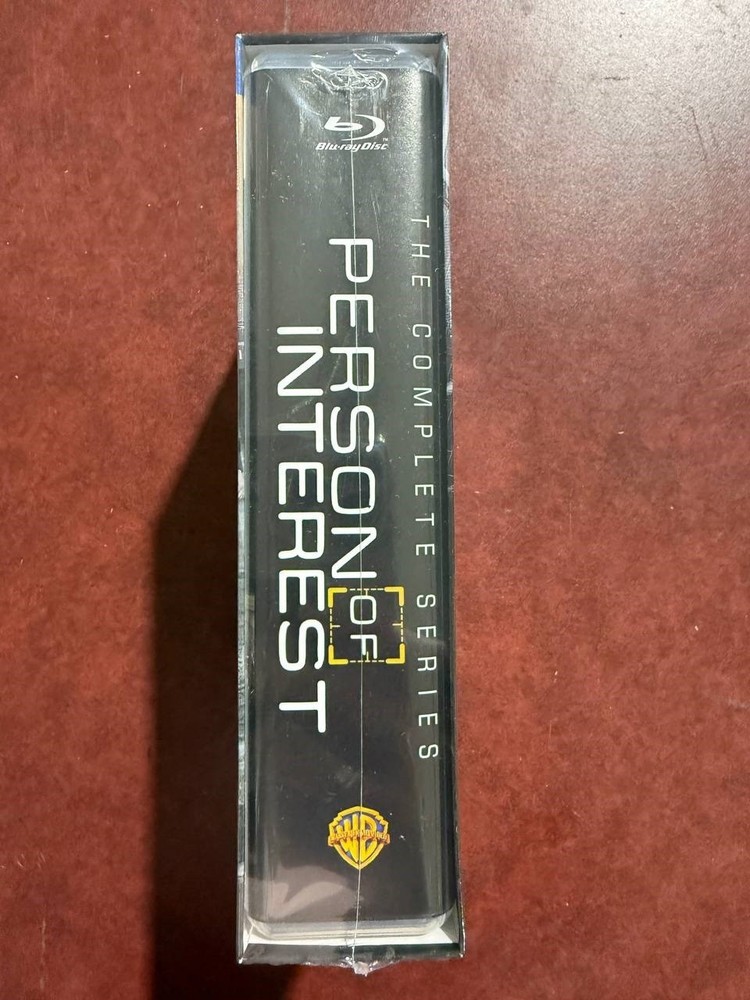 Blu-ray Disc
THE COMPLETE SERIES
PERSON OF
INTEREST
WB